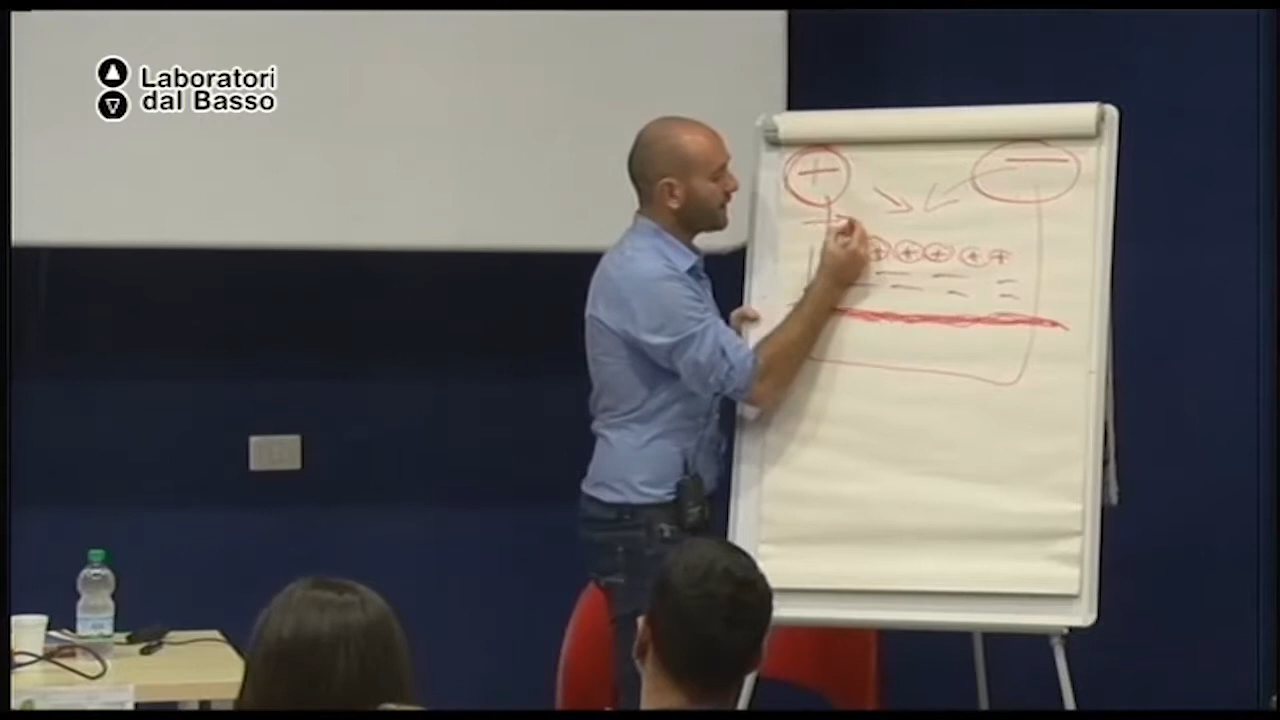 Laboratori
dal Basso
+ −
+ + + + +
− −
− − −